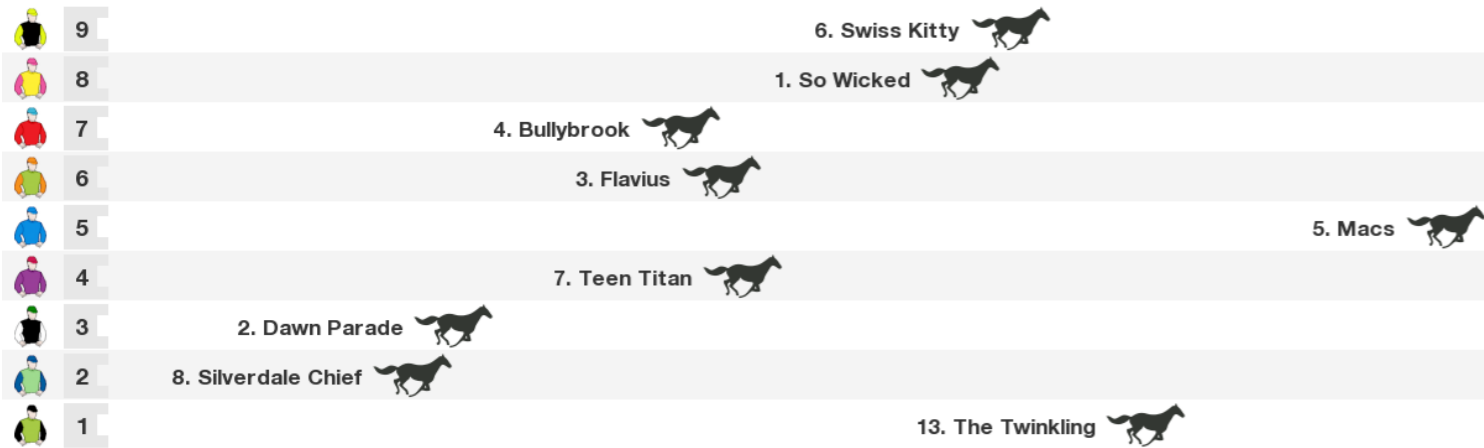 9 6. Swiss Kitty
8 1. So Wicked
7 4. Bullybrook
6 3. Flavius
5 5. Macs
4 7. Teen Titan
3 2. Dawn Parade
2 8. Silverdale Chief
1 13. The Twinkling